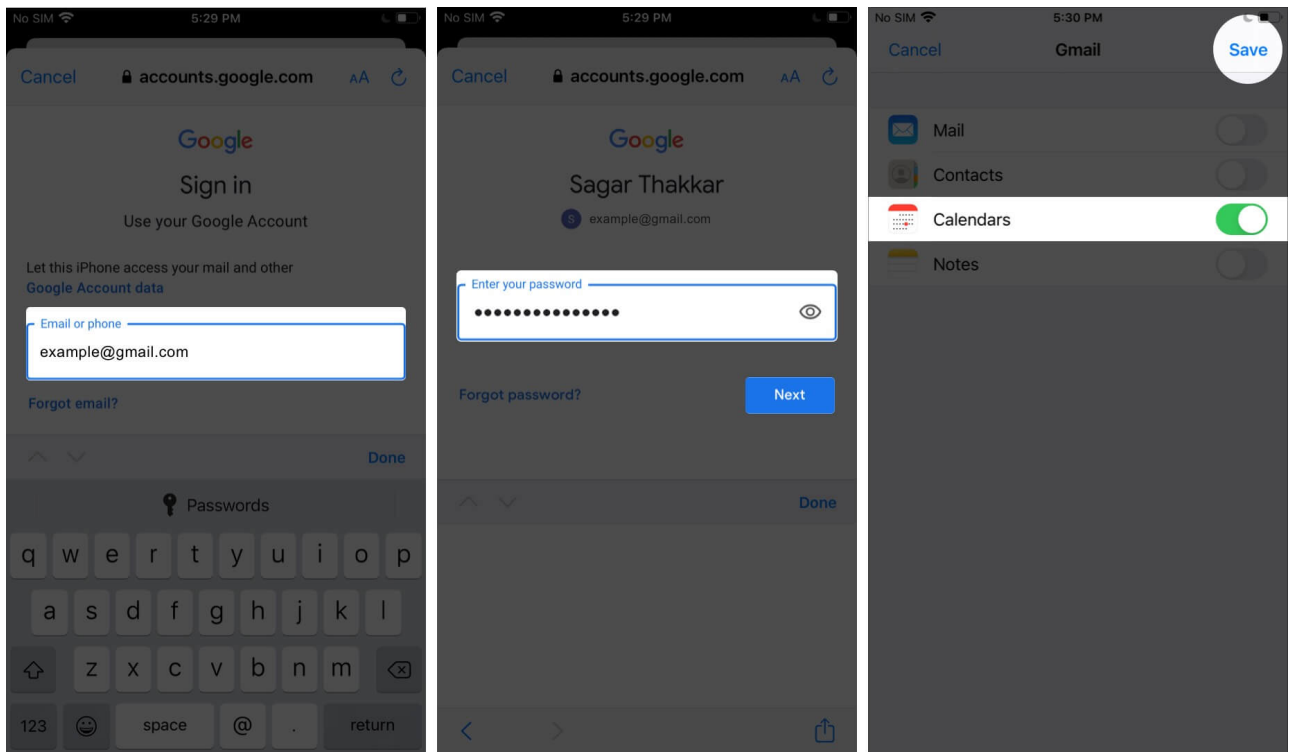 No SIM 5:29 PM
Cancel accounts.google.com AA
Google
Sign in
Use your Google Account
Let this iPhone access your mail and other
Google Account data
Email or phone
example@gmail.com
Forgot email?
Done
Passwords
q w e r t y u i o p
a s d f g h j k l
z x c v b n m
123 space @ . return
No SIM 5:29 PM
Cancel accounts.google.com AA
Google
Sagar Thakkar
S example@gmail.com
Enter your password
•••••••••••••••
Forgot password? Next
Done
No SIM 5:30 PM
Cancel Gmail Save
Mail
Contacts
Calendars
Notes